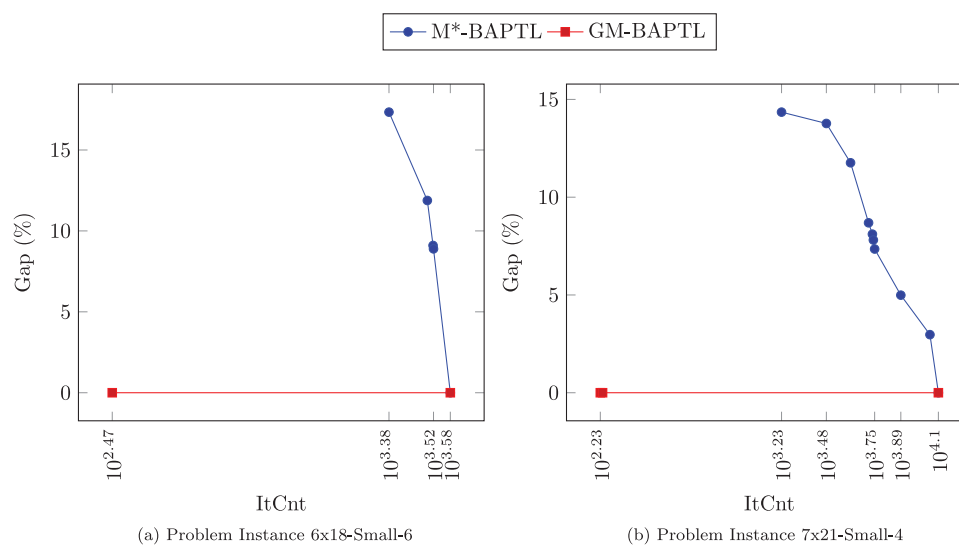 M*-BAPTL GM-BAPTL
15
10
5
0
Gap (%)
10^2.47 10^3.38 10^3.52 10^3.58
ItCnt
(a) Problem Instance 6x18-Small-6
15
10
5
0
Gap (%)
10^2.23 10^3.23 10^3.48 10^3.75 10^3.89 10^4.1
ItCnt
(b) Problem Instance 7x21-Small-4